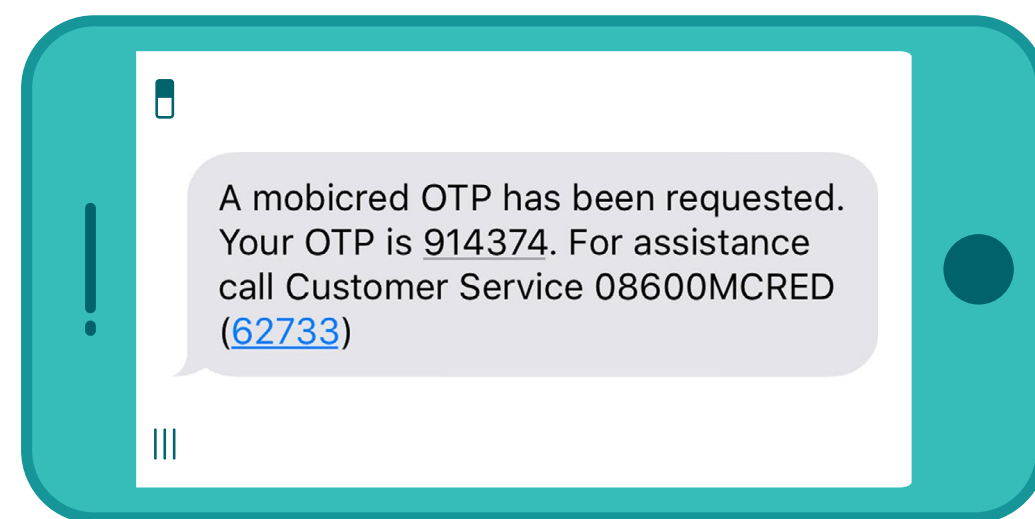 A mobicred OTP has been requested.
Your OTP is 914374. For assistance
call Customer Service 08600MCRED
(62733)